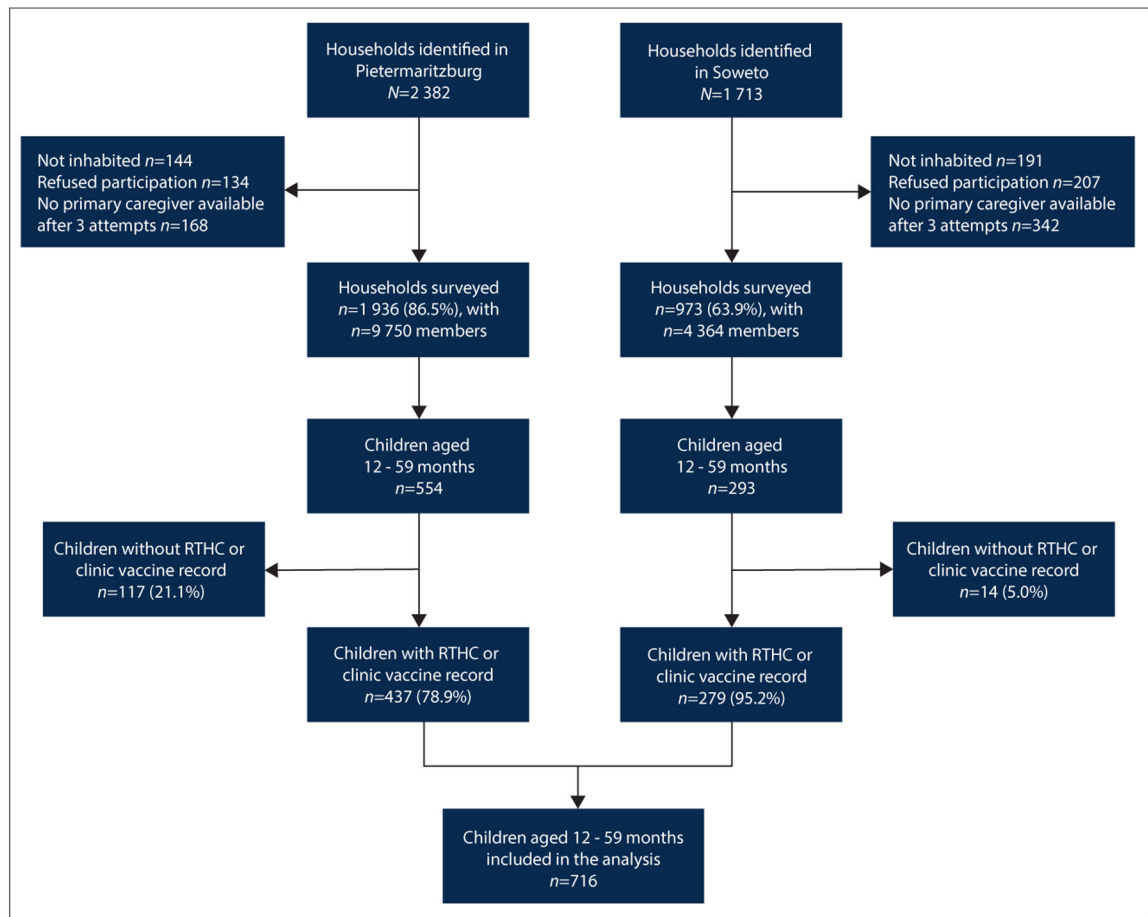 Households identified in
Pietermaritzburg
N=2 382
Households identified
in Soweto
N=1 713
Not inhabited n=144
Refused participation n=134
No primary caregiver available
after 3 attempts n=168
Not inhabited n=191
Refused participation n=207
No primary caregiver available
after 3 attempts n=342
Households surveyed
n=1 936 (86.5%), with
n=9 750 members
Households surveyed
n=973 (63.9%), with
n=4 364 members
Children aged
12 - 59 months
n=554
Children aged
12 - 59 months
n=293
Children without RTHC or
clinic vaccine record
n=117 (21.1%)
Children without RTHC or
clinic vaccine record
n=14 (5.0%)
Children with RTHC or
clinic vaccine record
n=437 (78.9%)
Children with RTHC or
clinic vaccine record
n=279 (95.2%)
Children aged 12 - 59 months
included in the analysis
n=716